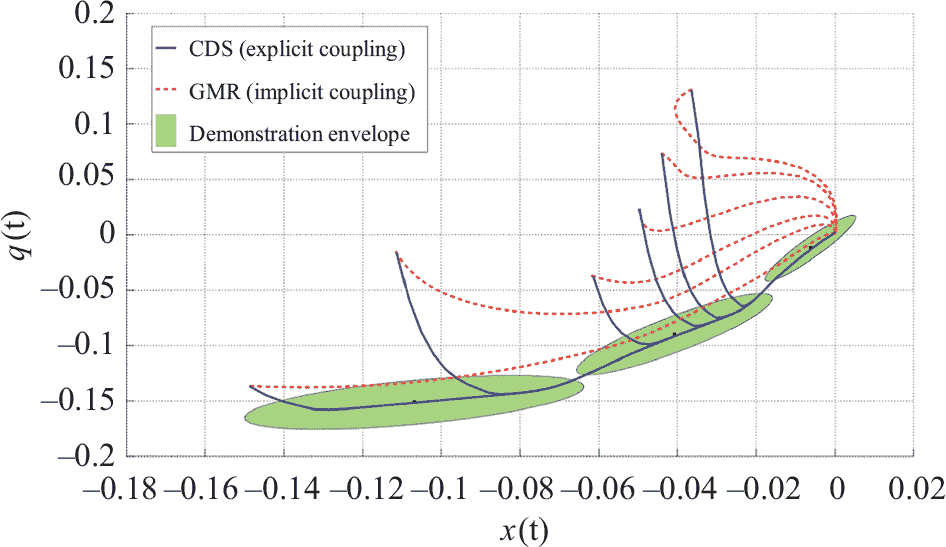 0.2
0.15
0.1
0.05
0
–0.05
–0.1
–0.15
–0.2
q(t)
CDS (explicit coupling)
GMR (implicit coupling)
Demonstration envelope
–0.18 –0.16 –0.14 –0.12 –0.1 –0.08 –0.06 –0.04 –0.02 0 0.02
x(t)